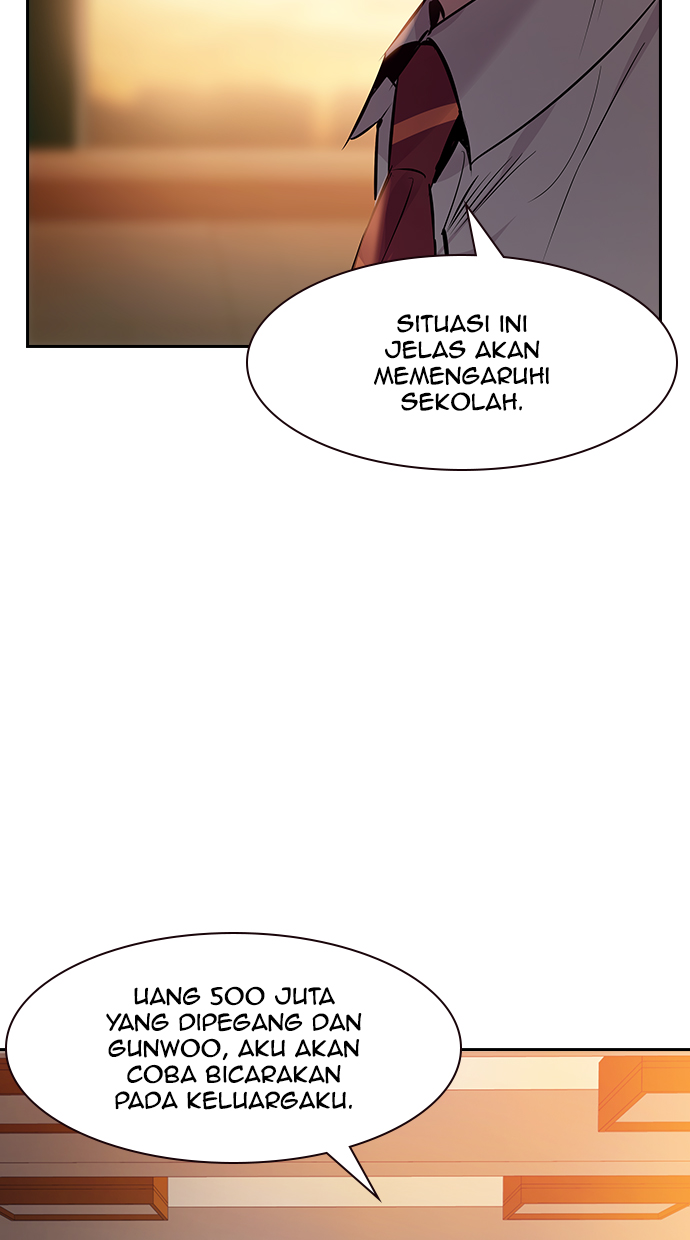 SITUASI INI
JELAS AKAN
MEMENGARUHI
SEKOLAH.
UANG 500 JUTA
YANG DIPEGANG DAN
GUNWOO, AKU AKAN
COBA BICARAKAN
PADA KELUARGAKU.